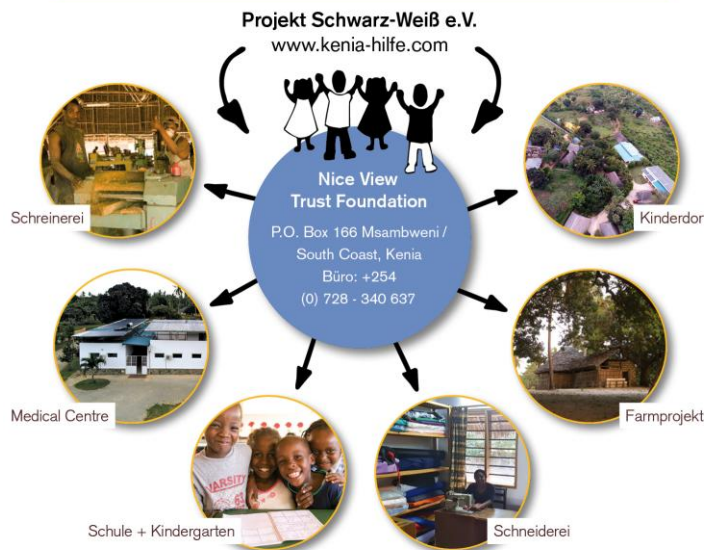 Projekt Schwarz-Weiß e.V.
www.kenia-hilfe.com
Nice View
Trust Foundation
P.O. Box 166 Msambweni /
South Coast, Kenia
Büro: +254
(0) 728 - 340 637
Schreinerei
Kinderdor
Medical Centre
Farmprojekt
VARSITY
Schule + Kindergarten
Schneiderei